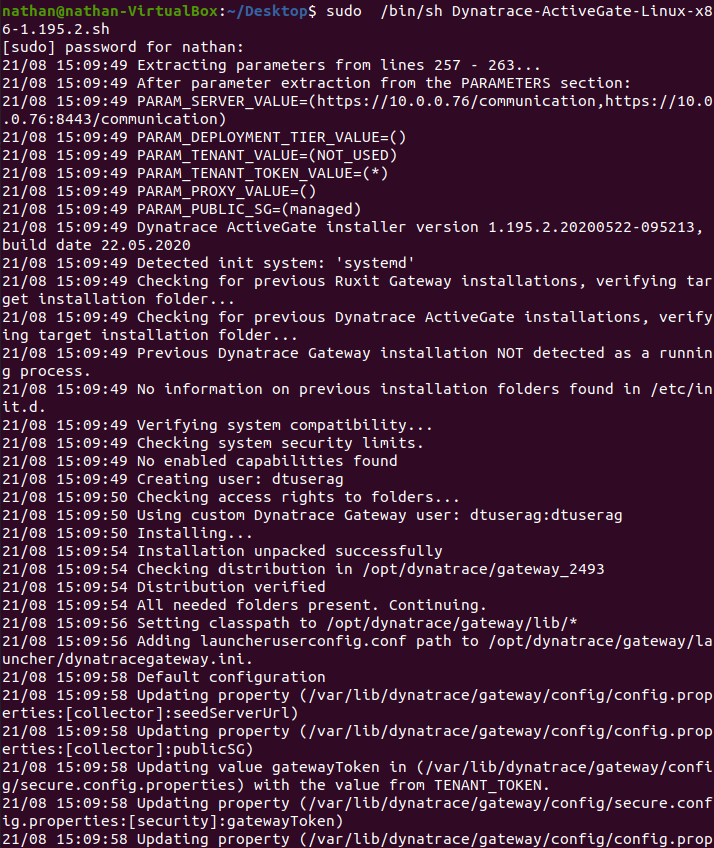 nathan@nathan-VirtualBox:~/Desktop$ sudo  /bin/sh Dynatrace-ActiveGate-Linux-x8
6-1.195.2.sh
[sudo] password for nathan:
21/08 15:09:49 Extracting parameters from lines 257 - 263...
21/08 15:09:49 After parameter extraction from the PARAMETERS section:
21/08 15:09:49 PARAM_SERVER_VALUE=(https://10.0.0.76/communication,https://10.0
.0.76:8443/communication)
21/08 15:09:49 PARAM_DEPLOYMENT_TIER_VALUE=()
21/08 15:09:49 PARAM_TENANT_VALUE=(NOT_USED)
21/08 15:09:49 PARAM_TENANT_TOKEN_VALUE=(*)
21/08 15:09:49 PARAM_PROXY_VALUE=()
21/08 15:09:49 PARAM_PUBLIC_SG=(managed)
21/08 15:09:49 Dynatrace ActiveGate installer version 1.195.2.20200522-095213,
build date 22.05.2020
21/08 15:09:49 Detected init system: 'systemd'
21/08 15:09:49 Checking for previous Ruxit Gateway installations, verifying tar
get installation folder...
21/08 15:09:49 Checking for previous Dynatrace ActiveGate installations, verify
ing target installation folder...
21/08 15:09:49 Previous Dynatrace Gateway installation NOT detected as a runnin
g process.
21/08 15:09:49 No information on previous installation folders found in /etc/in
it.d.
21/08 15:09:49 Verifying system compatibility...
21/08 15:09:49 Checking system security limits.
21/08 15:09:49 No enabled capabilities found
21/08 15:09:49 Creating user: dtuserag
21/08 15:09:50 Checking access rights to folders...
21/08 15:09:50 Using custom Dynatrace Gateway user: dtuserag:dtuserag
21/08 15:09:50 Installing...
21/08 15:09:54 Installation unpacked successfully
21/08 15:09:54 Checking distribution in /opt/dynatrace/gateway_2493
21/08 15:09:54 Distribution verified
21/08 15:09:54 All needed folders present. Continuing.
21/08 15:09:56 Setting classpath to /opt/dynatrace/gateway/lib/*
21/08 15:09:56 Adding launcheruserconfig.conf path to /opt/dynatrace/gateway/la
uncher/dynatracegateway.ini.
21/08 15:09:58 Default configuration
21/08 15:09:58 Updating property (/var/lib/dynatrace/gateway/config/config.prop
erties:[collector]:seedServerUrl)
21/08 15:09:58 Updating property (/var/lib/dynatrace/gateway/config/config.prop
erties:[collector]:publicSG)
21/08 15:09:58 Updating value gatewayToken in (/var/lib/dynatrace/gateway/confi
g/secure.config.properties) with the value from TENANT_TOKEN.
21/08 15:09:58 Updating property (/var/lib/dynatrace/gateway/config/secure.conf
ig.properties:[security]:gatewayToken)
21/08 15:09:58 Updating property (/var/lib/dynatrace/gateway/config/config.prop